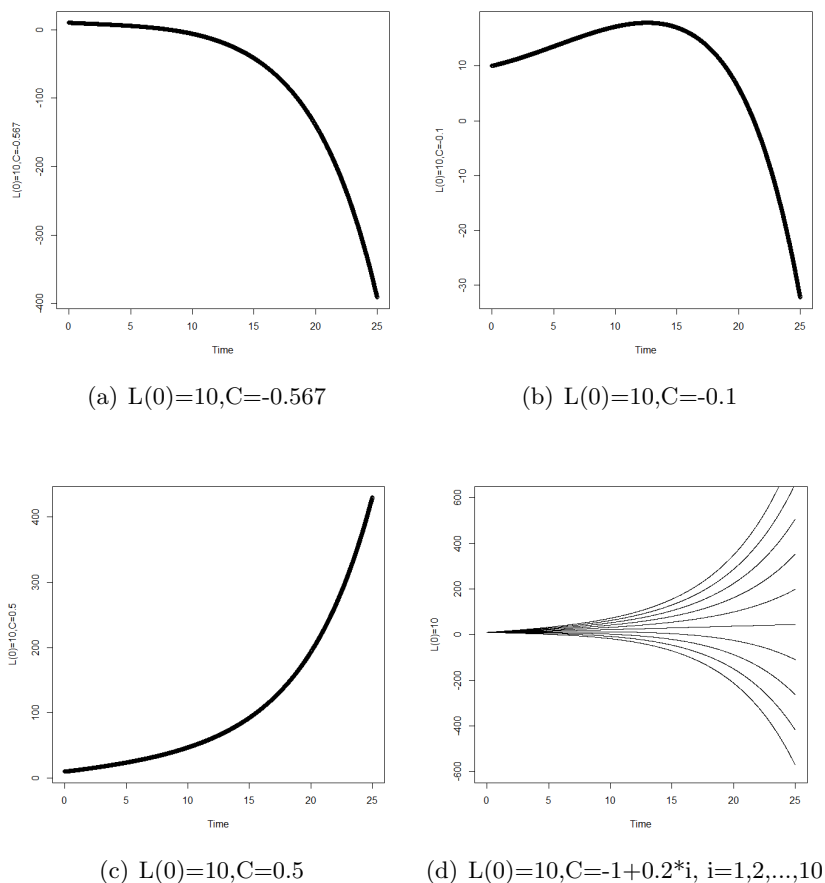 0
-100
-200
-300
-400
L(0)=10,C=-0.567
0 5 10 15 20 25
Time
(a) L(0)=10,C=-0.567
10
0
-10
-20
-30
L(0)=10,C=-0.1
0 5 10 15 20 25
Time
(b) L(0)=10,C=-0.1
400
300
200
100
0
L(0)=10,C=0.5
0 5 10 15 20 25
Time
(c) L(0)=10,C=0.5
600
400
200
0
-200
-400
-600
L(0)=10
0 5 10 15 20 25
Time
(d) L(0)=10,C=-1+0.2*i, i=1,2,...,10